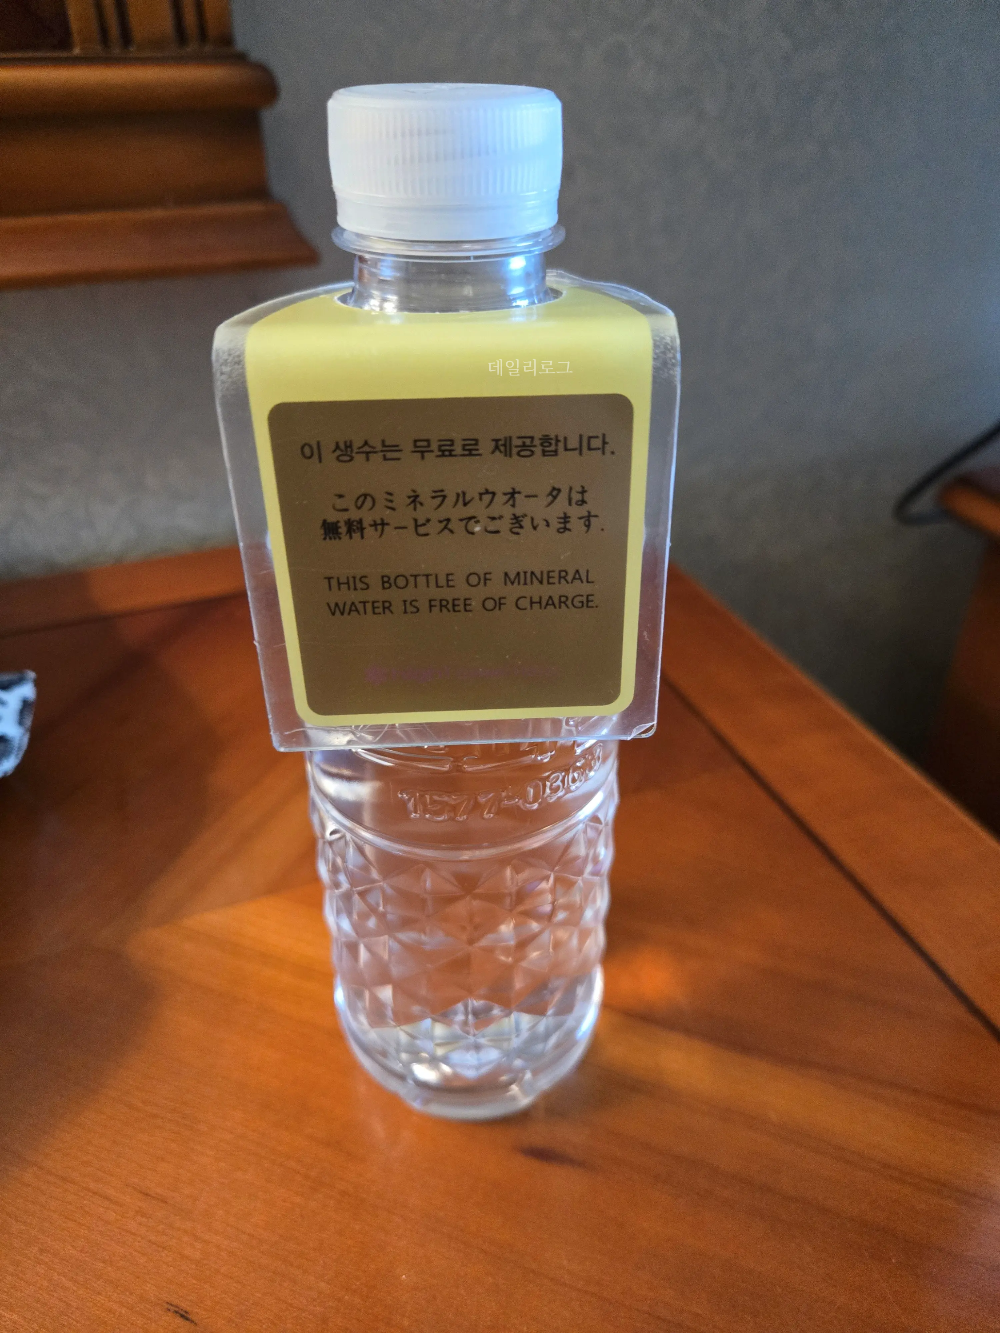 데일리로그
이 생수는 무료로 제공합니다.
このミネラルウオータは
無料サービスでございます.
THIS BOTTLE OF MINERAL
WATER IS FREE OF CHARGE.